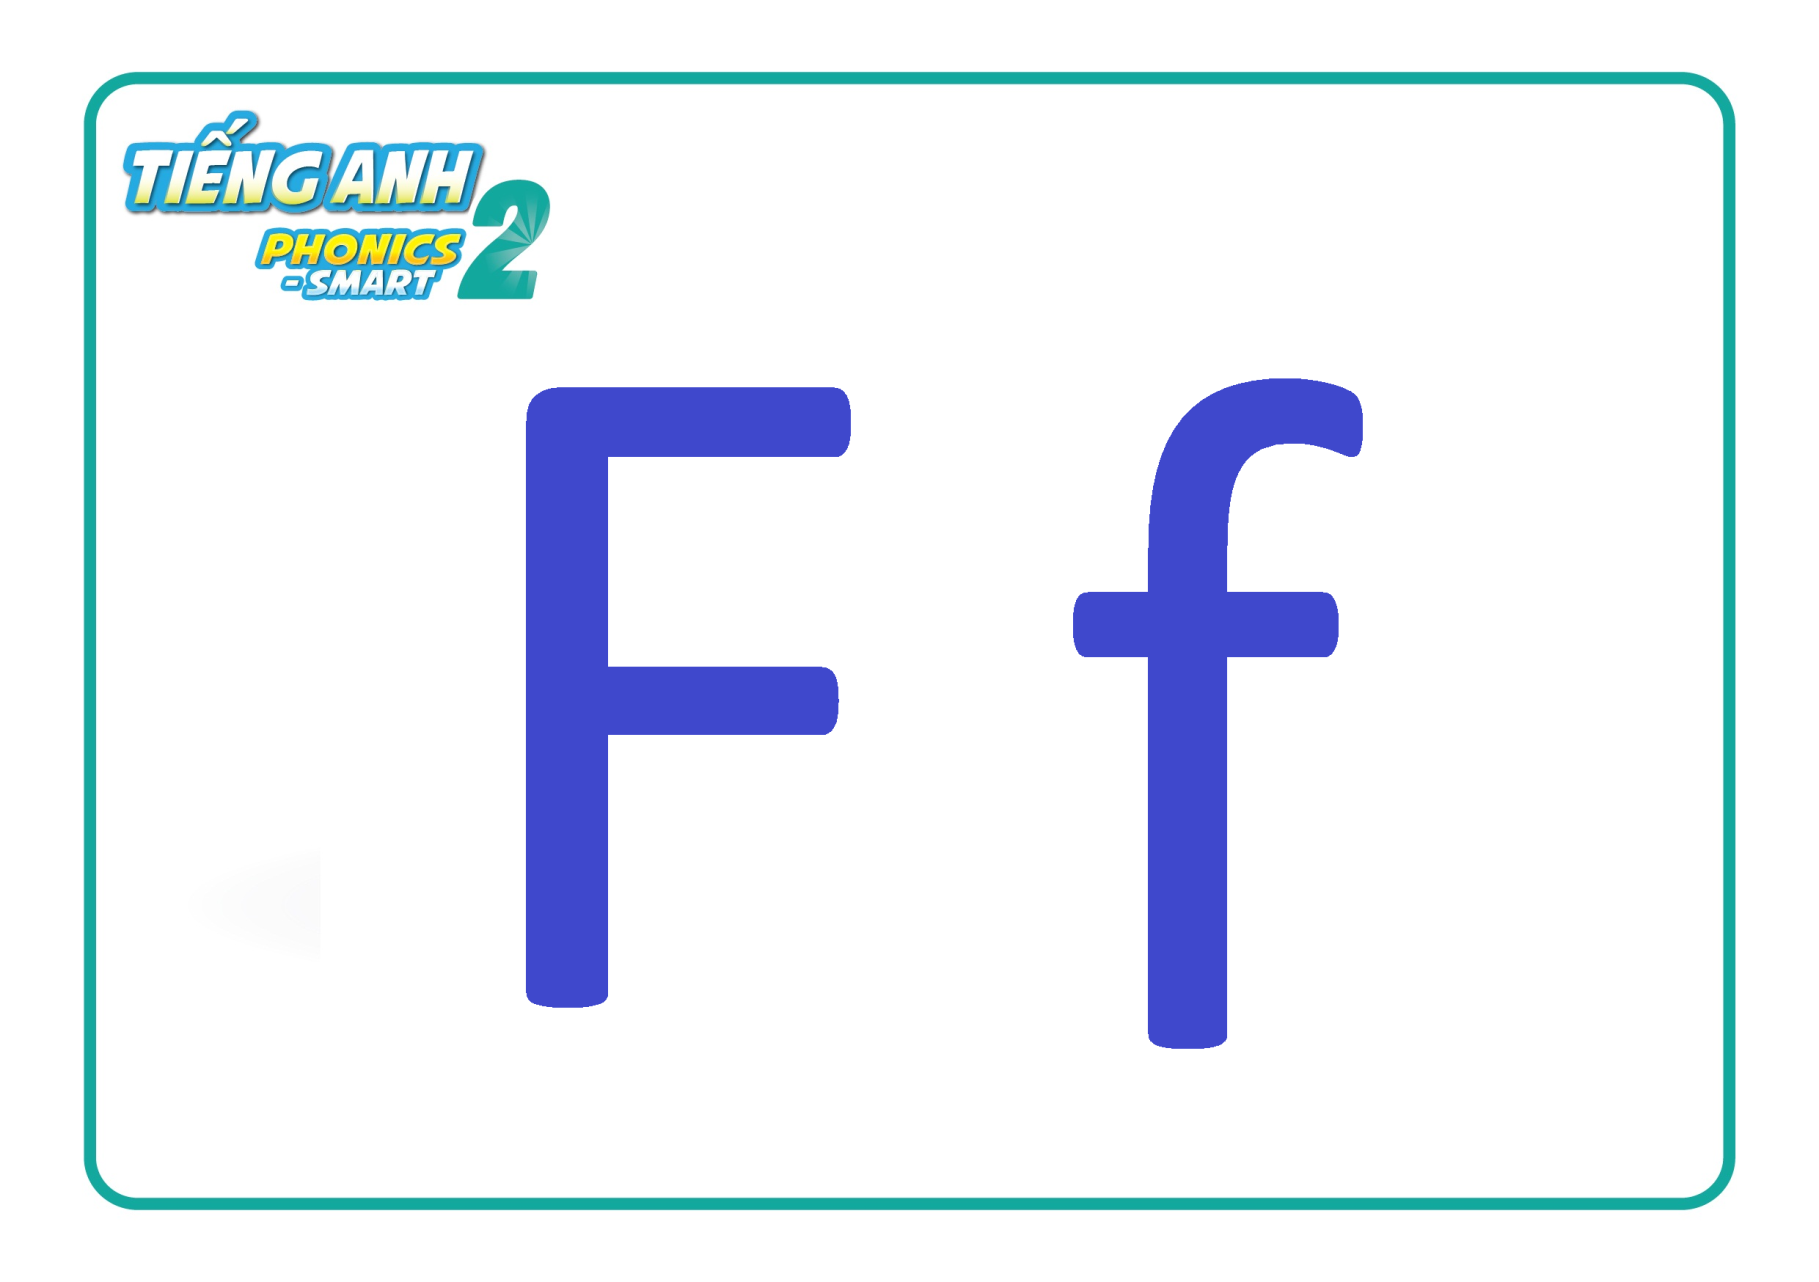 TIẾNG ANH 2
PHONICS
-SMART
F f